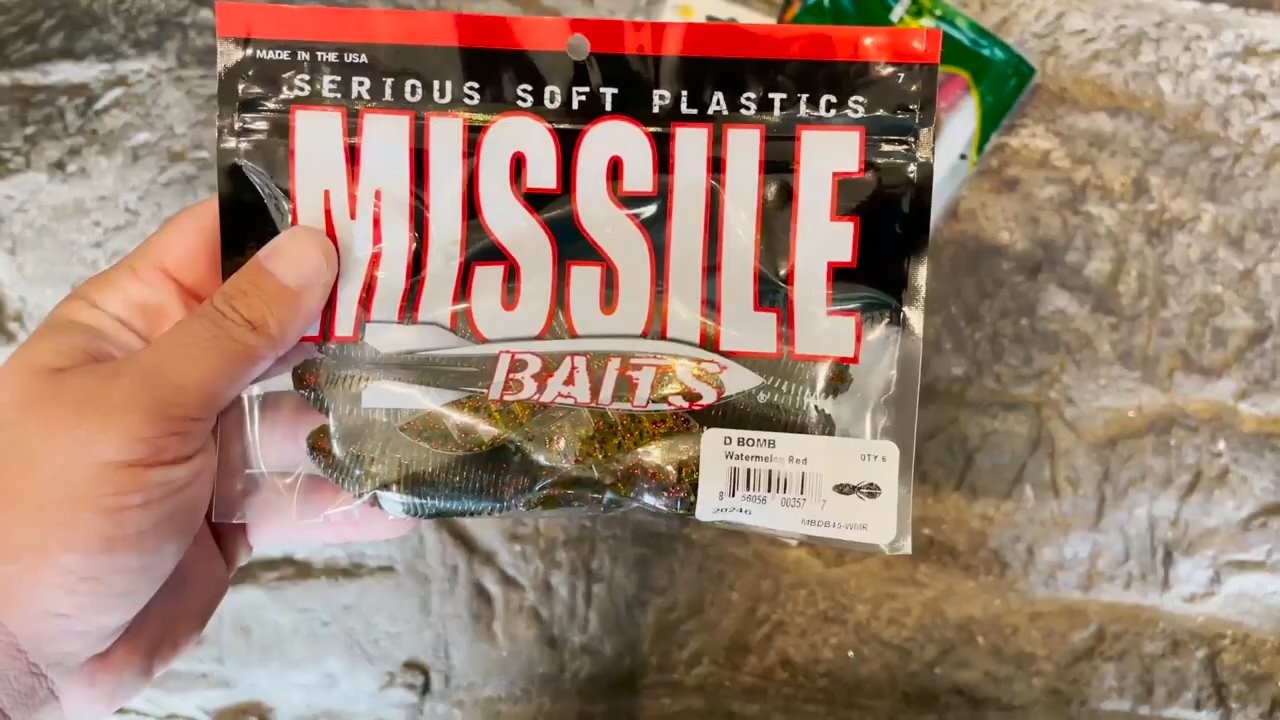 MADE IN THE USA
7
SERIOUS SOFT PLASTICS
MISSILE
BAITS
®
D BOMB
Watermelon Red
QTY 6
8 56056 00357 7
20246
MBDB45-WMR